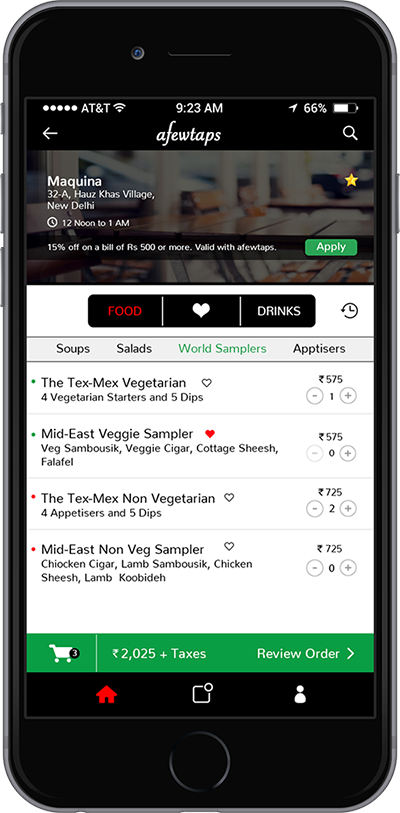 AT&T 9:23 AM 66%
afewtaps
Maquina
32-A, Hauz Khas Village,
New Delhi
12 Noon to 1 AM
15% off on a bill of Rs 500 or more. Valid with afewtaps. Apply
FOOD DRINKS
Soups Salads World Samplers Apptisers
The Tex-Mex Vegetarian ₹575
4 Vegetarian Starters and 5 Dips - 1 +
Mid-East Veggie Sampler ₹575
Veg Sambousik, Veggie Cigar, Cottage Sheesh, - 0 +
Falafel
The Tex-Mex Non Vegetarian ₹725
4 Appetisers and 5 Dips - 2 +
Mid-East Non Veg Sampler ₹ 725
Chiocken Cigar, Lamb Sambousik, Chicken - 0 +
Sheesh, Lamb Koobideh
3 ₹2,025 + Taxes Review Order >